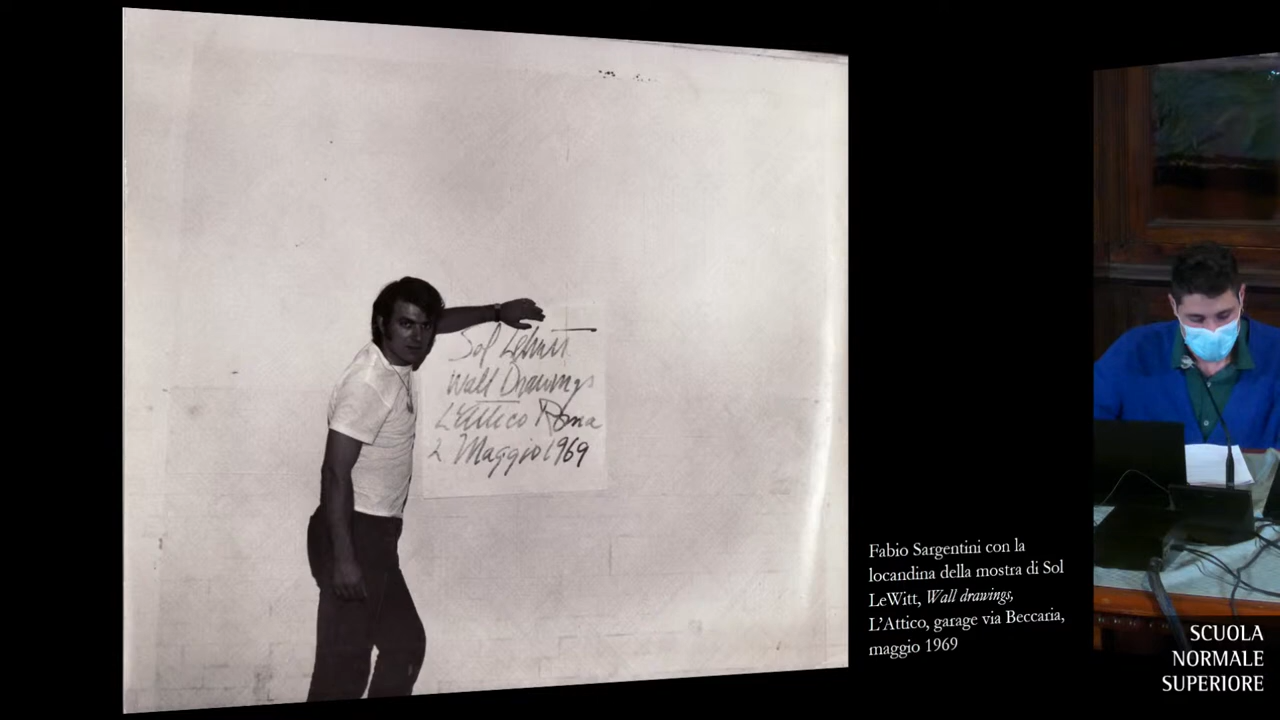 Sol Lewitt
Wall Drawings
L'Attico Roma
2 Maggio 1969
Fabio Sargentini con la
locandina della mostra di Sol
LeWitt, Wall drawings,
L'Attico, garage via Beccaria,
maggio 1969
SCUOLA
NORMALE
SUPERIORE